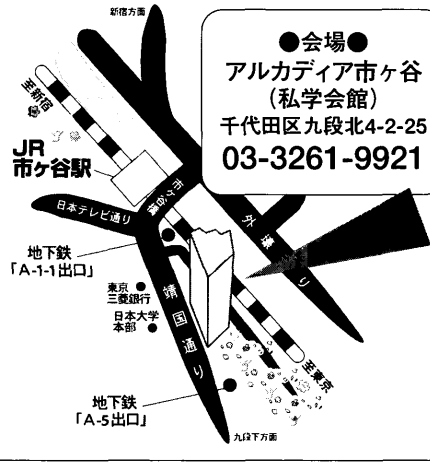 新宿方面
●会場●
アルカディア市ヶ谷
(私学会館)
千代田区九段北4-2-25
03-3261-9921
至新宿
JR
市ヶ谷駅
市ヶ谷橋
日本テレビ通り
外濠通り
地下鉄
「A-1-1出口」
東京
三菱銀行
日本大学
本部
靖国通り
至東京
地下鉄
「A-5出口」
九段下方面